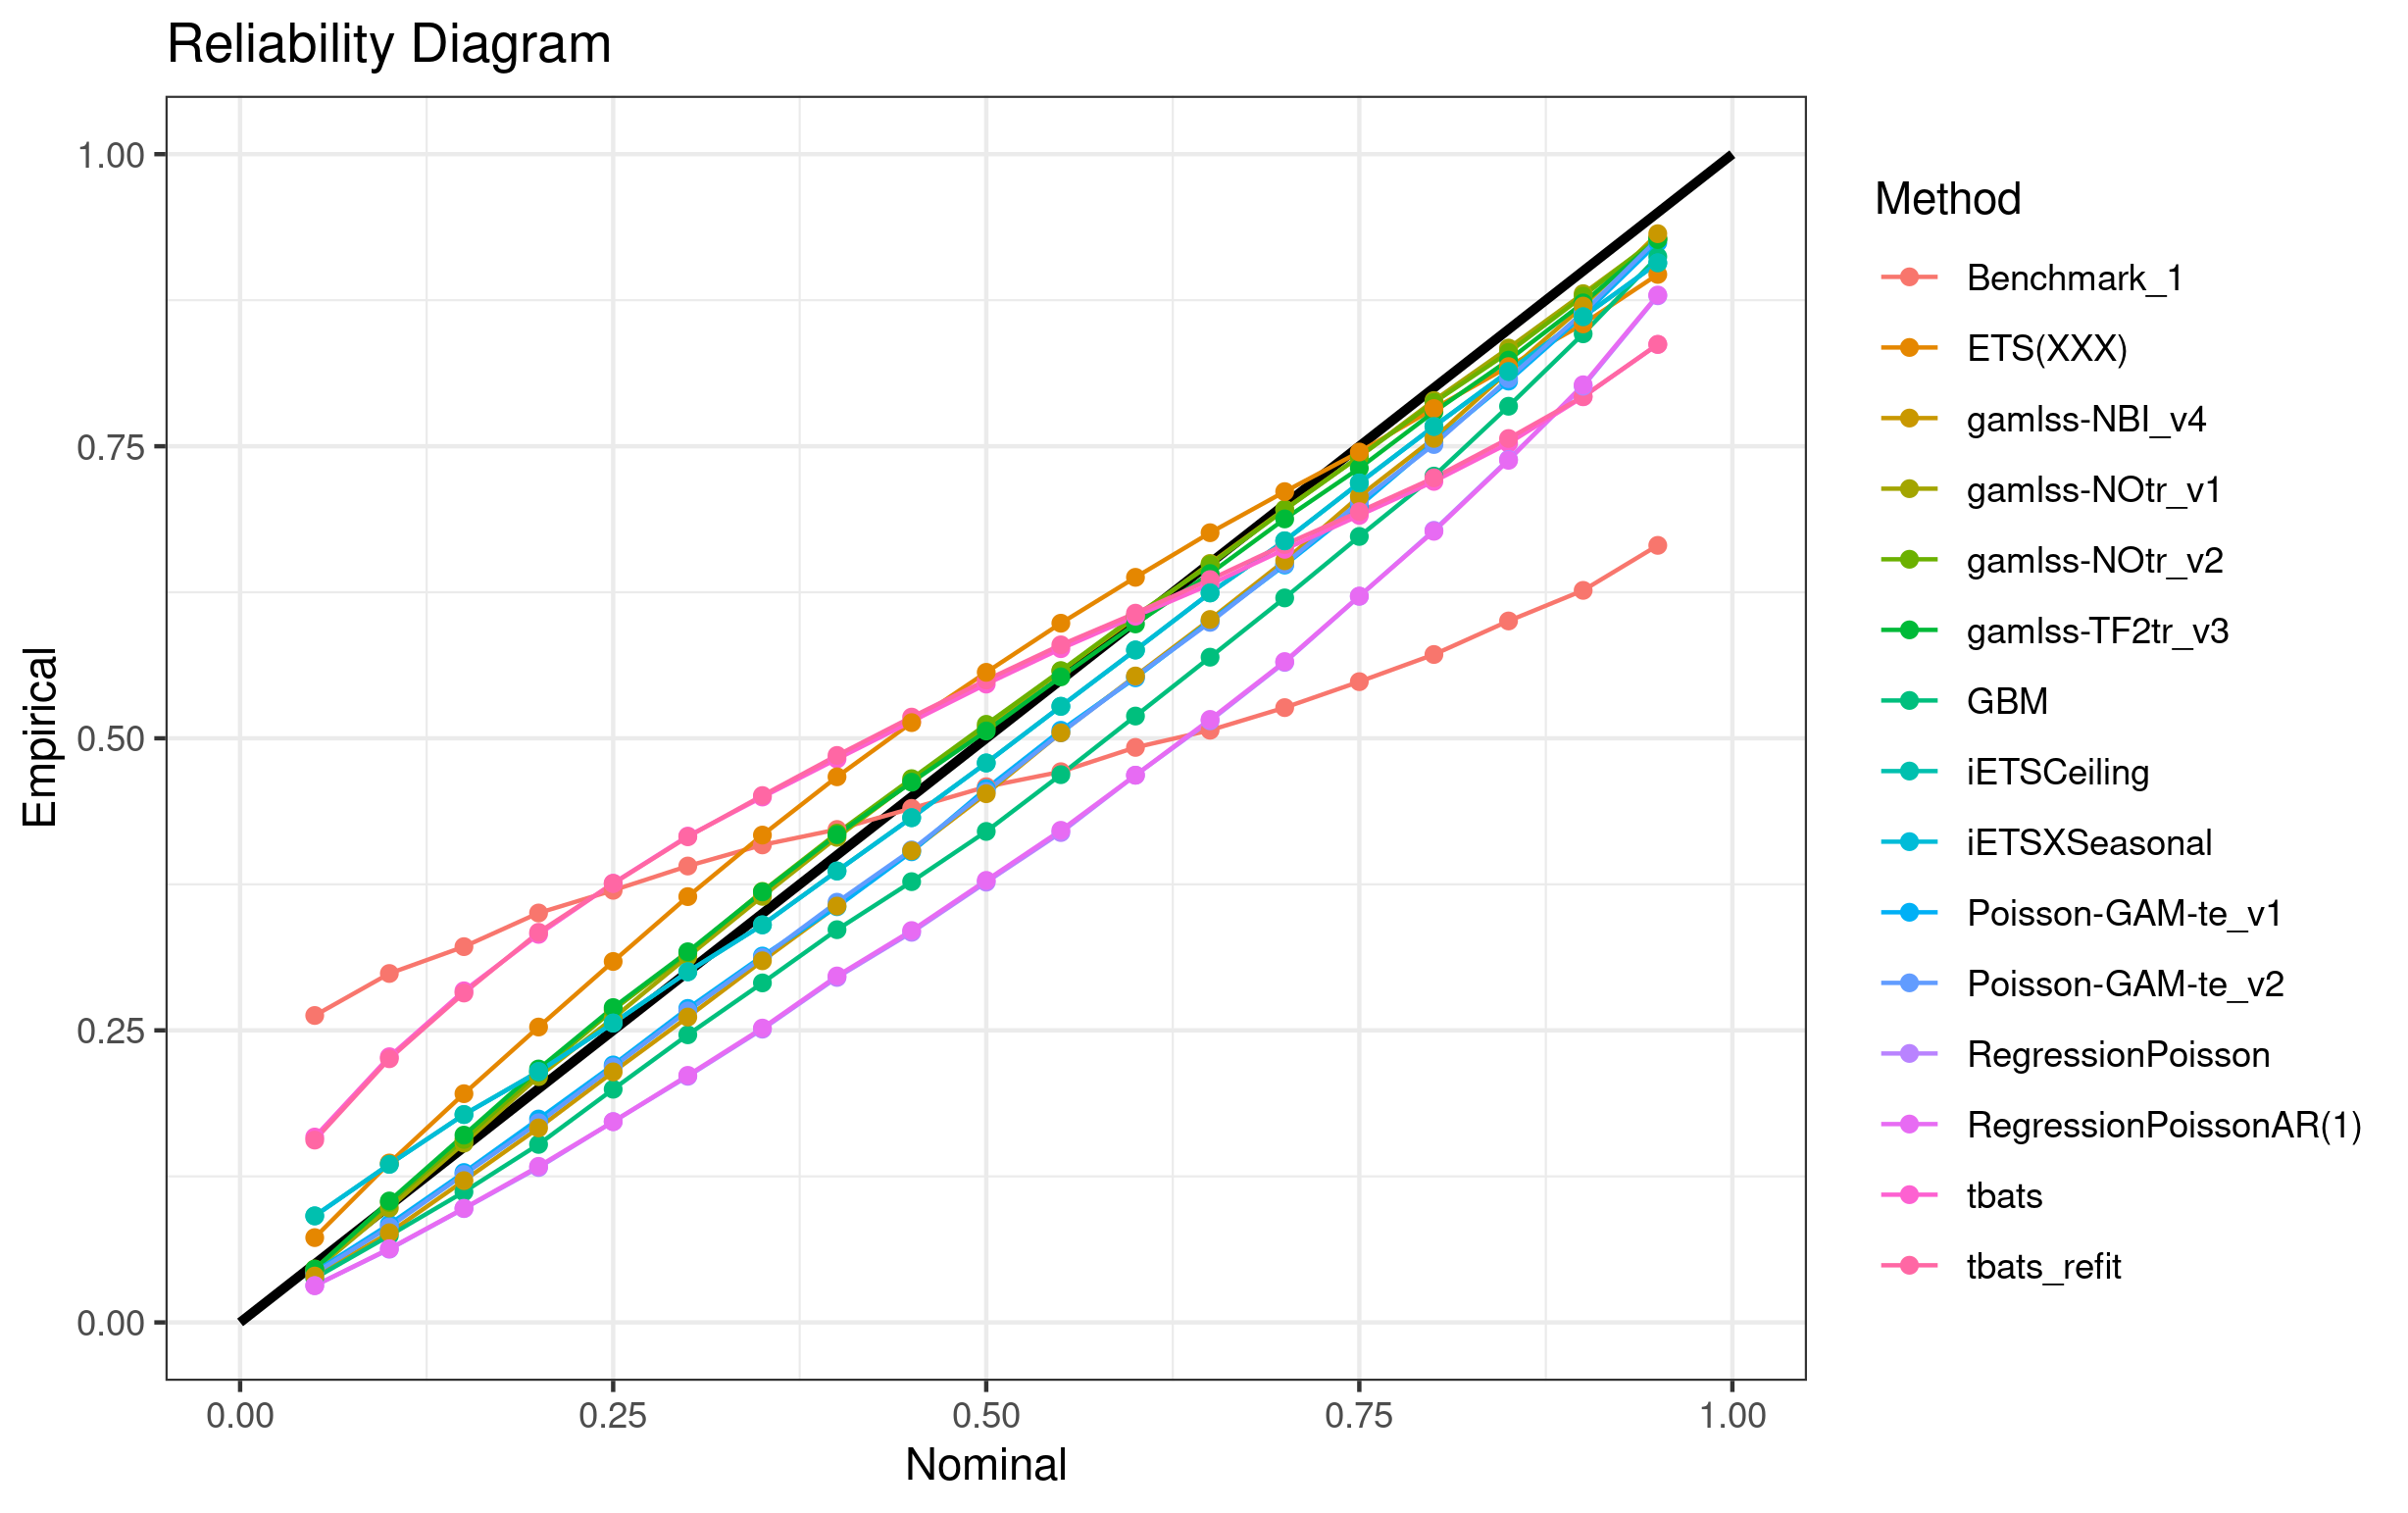 Reliability Diagram
1.00
0.75
0.50
0.25
0.00
Empirical
0.00 0.25 0.50 0.75 1.00
Nominal
Method
Benchmark_1
ETS(XXX)
gamlss-NBI_v4
gamlss-NOtr_v1
gamlss-NOtr_v2
gamlss-TF2tr_v3
GBM
iETSCeiling
iETSXSeasonal
Poisson-GAM-te_v1
Poisson-GAM-te_v2
RegressionPoisson
RegressionPoissonAR(1)
tbats
tbats_refit